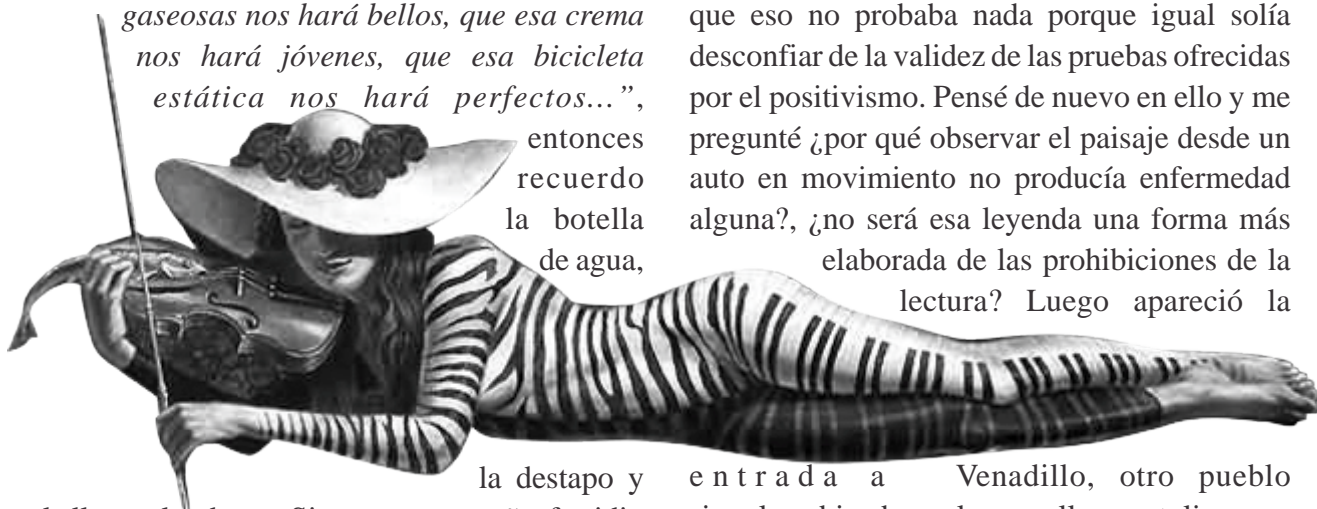 gaseosas nos hará bellos, que esa crema
nos hará jóvenes, que esa bicicleta
estática nos hará perfectos...”,
entonces
recuerdo
la botella
de agua,
la destapo y
que eso no probaba nada porque igual solía
desconfiar de la validez de las pruebas ofrecidas
por el positivismo. Pensé de nuevo en ello y me
pregunté ¿por qué observar el paisaje desde un
auto en movimiento no producía enfermedad
alguna?, ¿no será esa leyenda una forma más
elaborada de las prohibiciones de la
lectura? Luego apareció la
entrada a Venadillo, otro pueblo